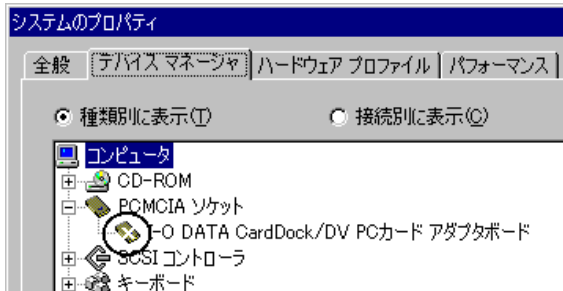 システムのプロパティ
全般 デバイス マネージャ ハードウェア プロファイル パフォーマンス
種類別に表示(T) 接続別に表示(C)
コンピュータ
CD-ROM
PCMCIA ソケット
I-O DATA CardDock/DV PCカード アダプタボード
SCSI コントローラ
キーボード